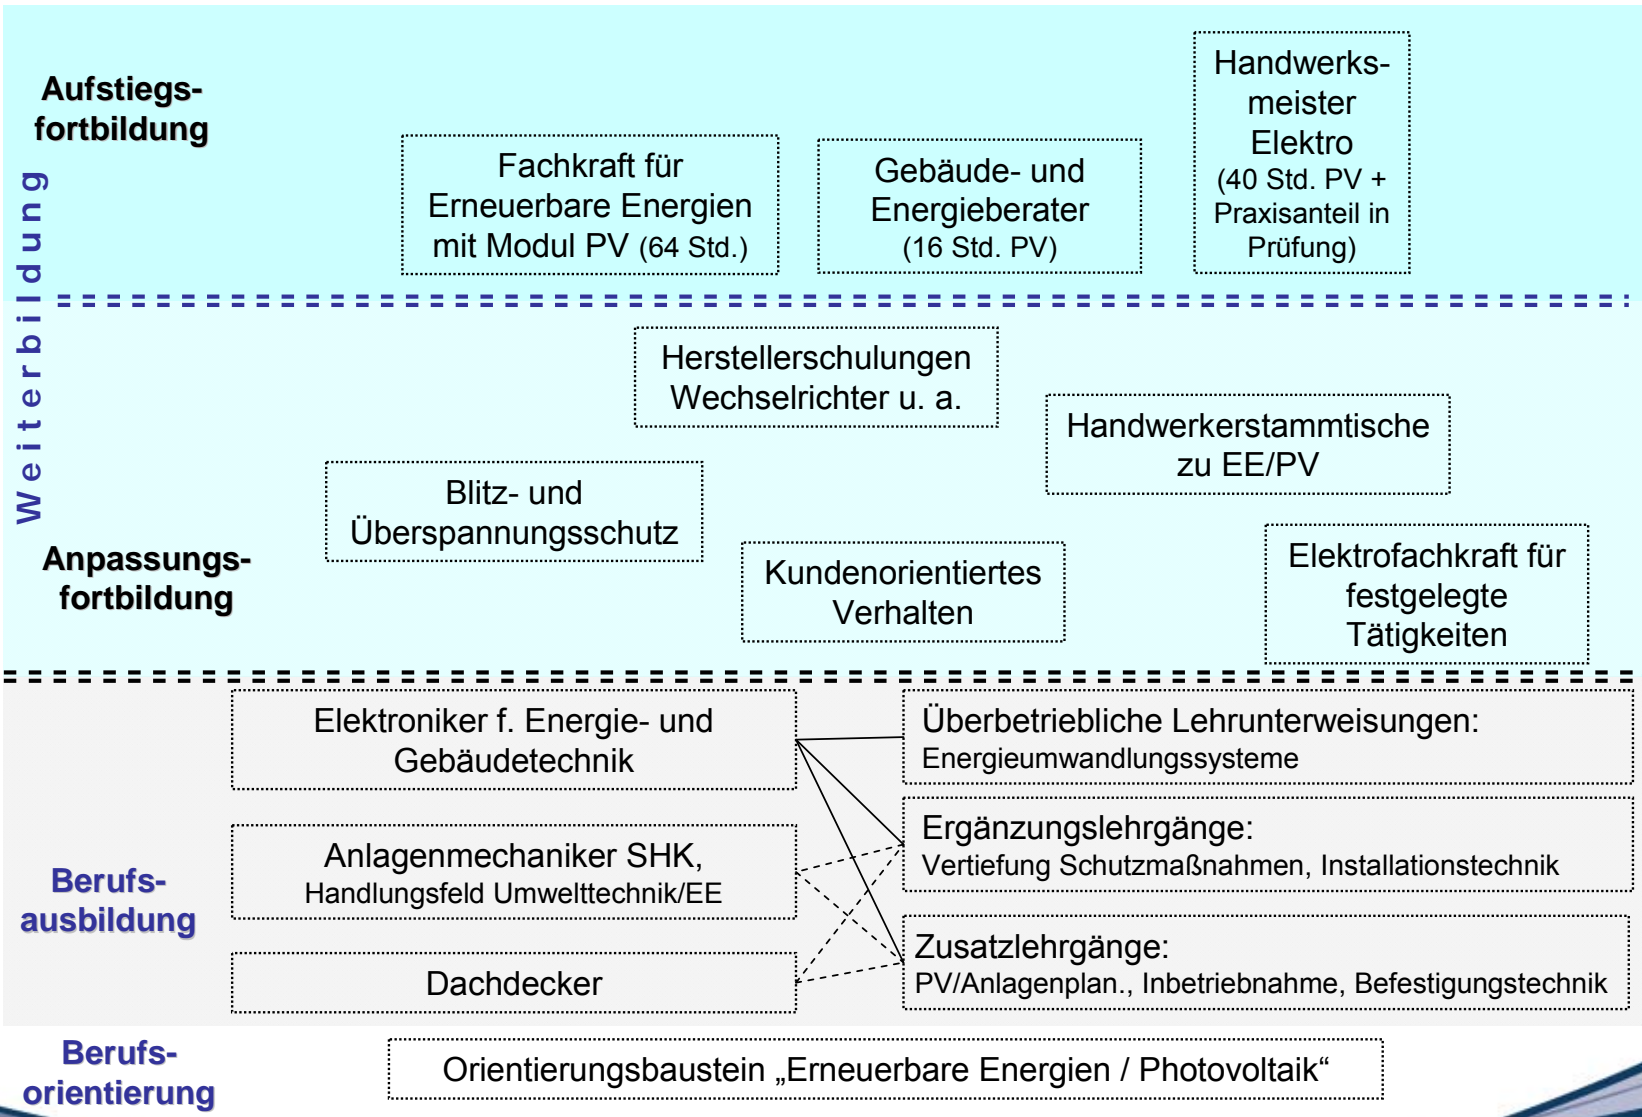 Weiterbildung
Aufstiegs-
fortbildung
Fachkraft für
Erneuerbare Energien
mit Modul PV (64 Std.)
Gebäude- und
Energieberater
(16 Std. PV)
Handwerks-
meister
Elektro
(40 Std. PV +
Praxisanteil in
Prüfung)
Anpassungs-
fortbildung
Herstellerschulungen
Wechselrichter u. a.
Handwerkerstammtische
zu EE/PV
Blitz- und
Überspannungsschutz
Kundenorientiertes
Verhalten
Elektrofachkraft für
festgelegte
Tätigkeiten
Berufs-
ausbildung
Elektroniker f. Energie- und
Gebäudetechnik
Anlagenmechaniker SHK,
Handlungsfeld Umwelttechnik/EE
Dachdecker
Überbetriebliche Lehrunterweisungen:
Energieumwandlungssysteme
Ergänzungslehrgänge:
Vertiefung Schutzmaßnahmen, Installationstechnik
Zusatzlehrgänge:
PV/Anlagenplan., Inbetriebnahme, Befestigungstechnik
Berufs-
orientierung
Orientierungsbaustein „Erneuerbare Energien / Photovoltaik“